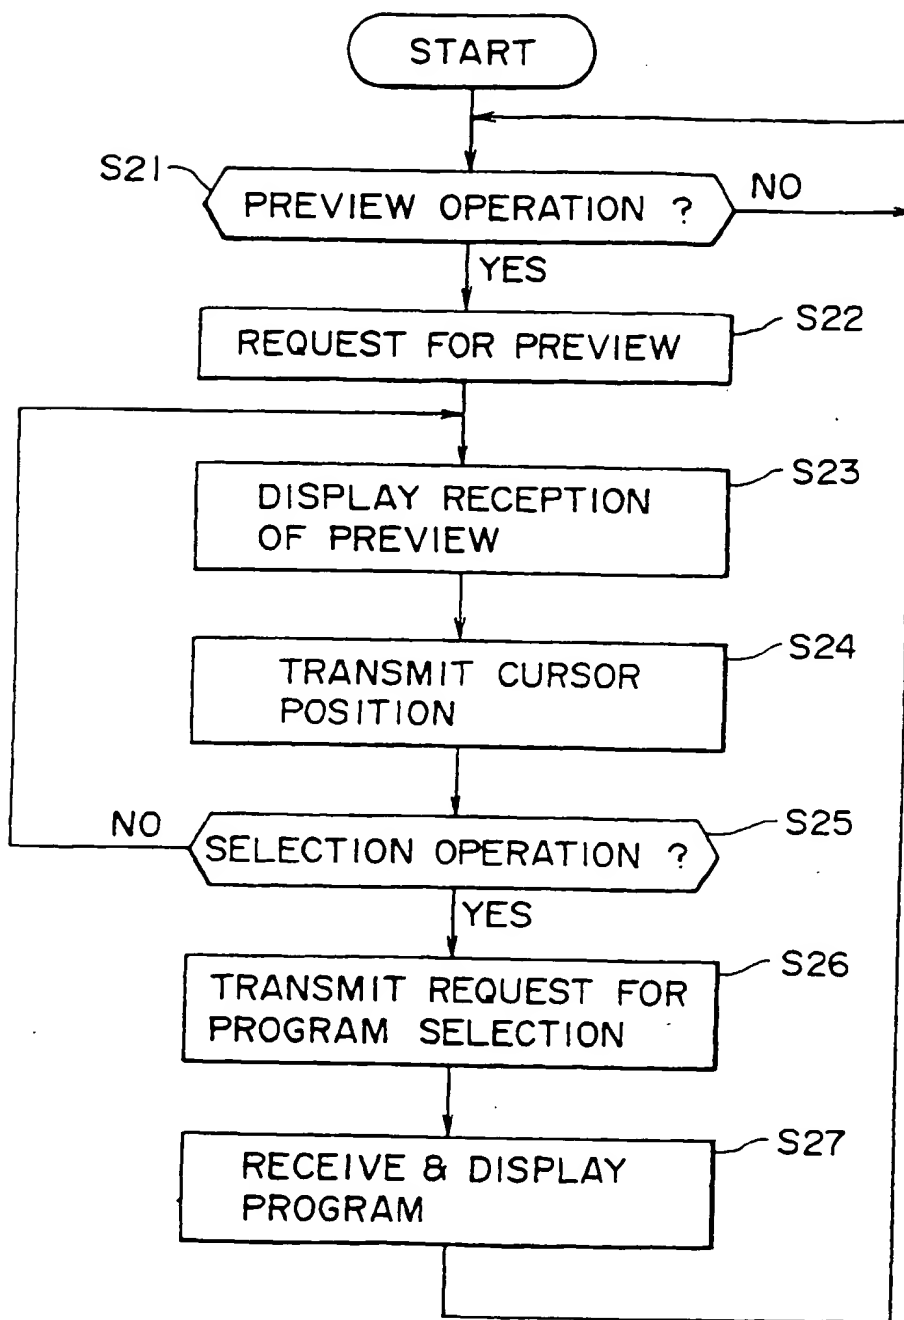 START
S21
PREVIEW OPERATION ?
NO
YES
S22
REQUEST FOR PREVIEW
S23
DISPLAY RECEPTION
OF PREVIEW
S24
TRANSMIT CURSOR
POSITION
NO
S25
SELECTION OPERATION ?
YES
S26
TRANSMIT REQUEST FOR
PROGRAM SELECTION
S27
RECEIVE & DISPLAY
PROGRAM